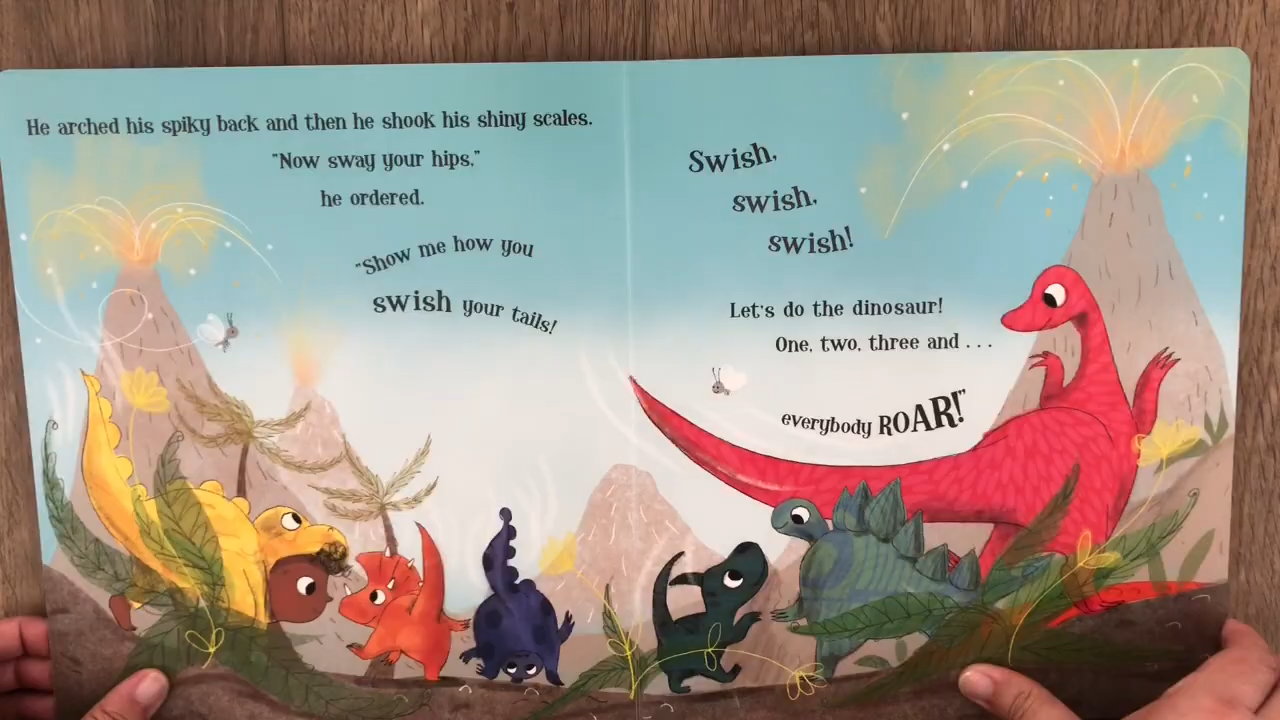 He arched his spiky back and then he shook his shiny scales.
"Now sway your hips,"
he ordered.
"Show me how you
swish your tails!
Swish,
swish,
swish!
Let's do the dinosaur!
One, two, three and . . .
everybody ROAR!"